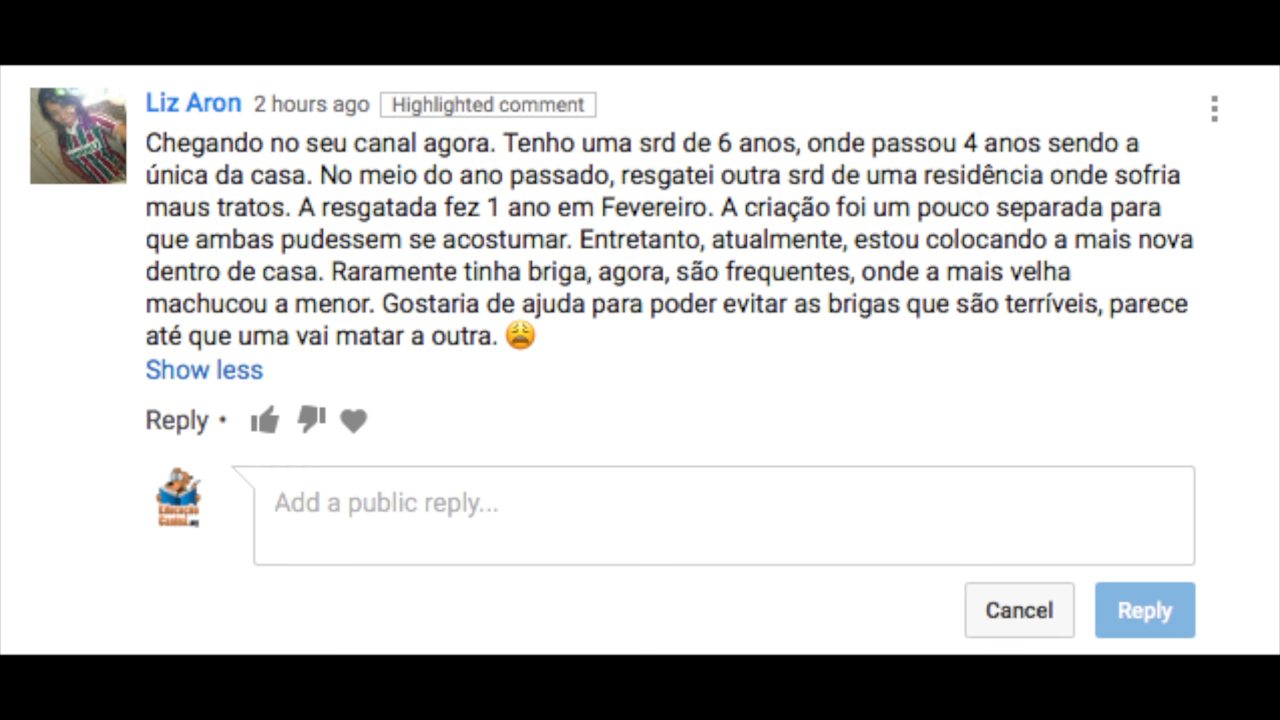 Liz Aron 2 hours ago Highlighted comment
Chegando no seu canal agora. Tenho uma srd de 6 anos, onde passou 4 anos sendo a
única da casa. No meio do ano passado, resgatei outra srd de uma residência onde sofria
maus tratos. A resgatada fez 1 ano em Fevereiro. A criação foi um pouco separada para
que ambas pudessem se acostumar. Entretanto, atualmente, estou colocando a mais nova
dentro de casa. Raramente tinha briga, agora, são frequentes, onde a mais velha
machucou a menor. Gostaria de ajuda para poder evitar as brigas que são terríveis, parece
até que uma vai matar a outra. 😩
Show less
Reply •
Educação
Add a public reply...
Cancel Reply